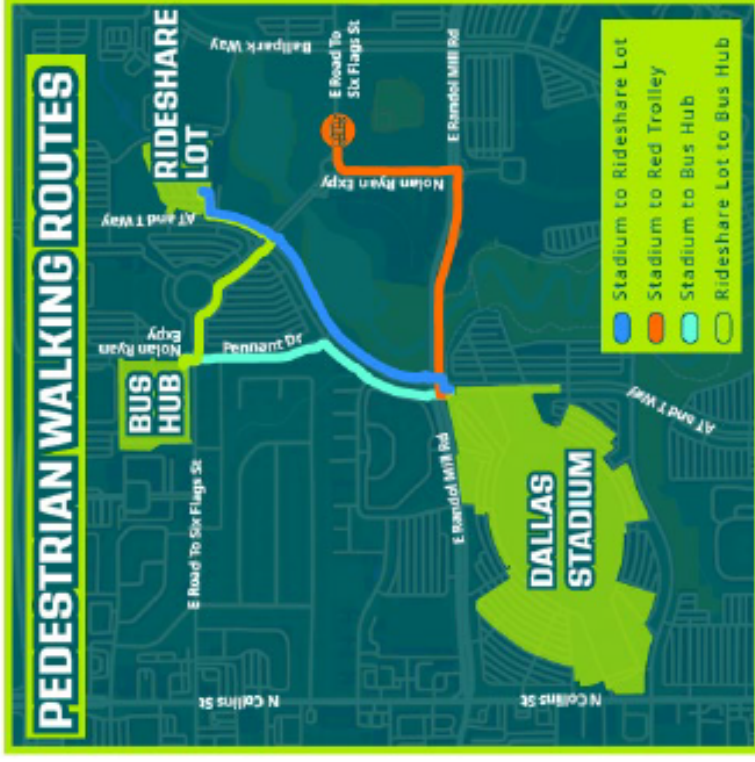 PEDESTRIAN WALKING ROUTES
BUS
HUB
RIDESHARE
LOT
Nolan Ryan
Expy
AT and T Way
E Road To Six Flags St
Pennant Dr
N Collins St
Ballpark Way
E Road To
Six Flags St
Nolan Ryan Expy
E Randol Mill Rd
E Randol Mill Rd
DALLAS
STADIUM
N Collins St
AT and T Way
Stadium to Rideshare Lot
Stadium to Red Trolley
Stadium to Bus Hub
Rideshare Lot to Bus Hub